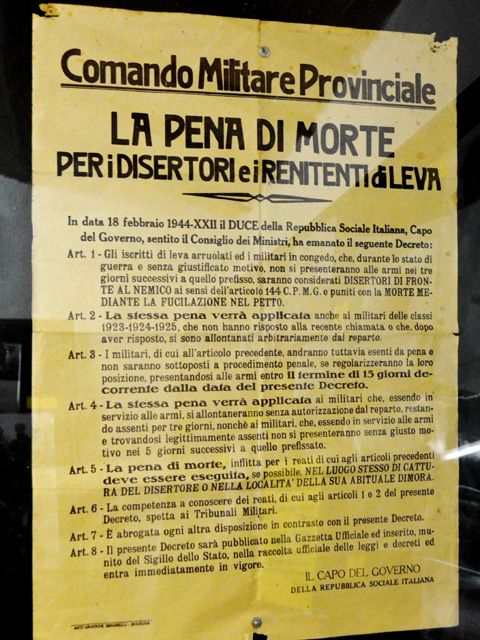 Comando Militare Provinciale
LA PENA DI MORTE
PER i DISERTORI e i RENITENTI di LEVA
In data 18 febbraio 1944-XXII il DUCE della Repubblica Sociale Italiana, Capo
del Governo, sentito il Consiglio dei Ministri, ha emanato il seguente Decreto:
Art. 1 - Gli iscritti di leva arruolati ed i militari in congedo, che, durante lo stato di
guerra e senza giustificato motivo, non si presenteranno alle armi nei tre
giorni successivi a quello prefisso, saranno considerati DISERTORI DI FRON-
TE AL NEMICO ai sensi dell'articolo 144 C. P. M. G. e puniti con la MORTE ME-
DIANTE LA FUCILAZIONE NEL PETTO.
Art. 2 - La stessa pena verrà applicata anche ai militari delle classi
1923-1924-1925, che non hanno risposto alla recente chiamata o che, dopo
aver risposto, si sono allontanati arbitrariamente dal reparto.
Art. 3 - I militari, di cui all'articolo precedente, andranno tuttavia esenti da pena e
non saranno sottoposti a procedimento penale, se regolarizzeranno la loro
posizione, presentandosi alle armi entro il termine di 15 giorni de-
corrente dalla data del presente Decreto.
Art. 4 - La stessa pena verrà applicata ai militari che, essendo in
servizio alle armi, si allontaneranno senza autorizzazione dal reparto, restan-
do assenti per tre giorni, nonchè ai militari, che, essendo in servizio alle armi
e trovandosi legittimamente assenti non si presenteranno senza giusto mo-
tivo nei 5 giorni successivi a quello prefissato.
Art. 5 - La pena di morte, inflitta per i reati di cui agli articoli precedenti
deve essere eseguita, se possibile, NEL LUOGO STESSO DI CATTU-
RA DEL DISERTORE O NELLA LOCALITA' DELLA SUA ABITUALE DIMORA.
Art. 6 - La competenza a conoscere dei reati, di cui agli articoli 1 e 2 del presente
Decreto, spetta ai Tribunali Militari.
Art. 7 - È abrogata ogni altra disposizione in contrasto con il presente Decreto.
Art. 8 - Il presente Decreto sarà pubblicato nella Gazzetta Ufficiale ed inserito, mu-
nito del Sigillo dello Stato, nella raccolta ufficiale delle leggi e decreti ed
entra immediatamente in vigore.
IL CAPO DEL GOVERNO
DELLA REPUBBLICA SOCIALE ITALIANA
ARTI GRAFICHE MINARELLI - BOLOGNA